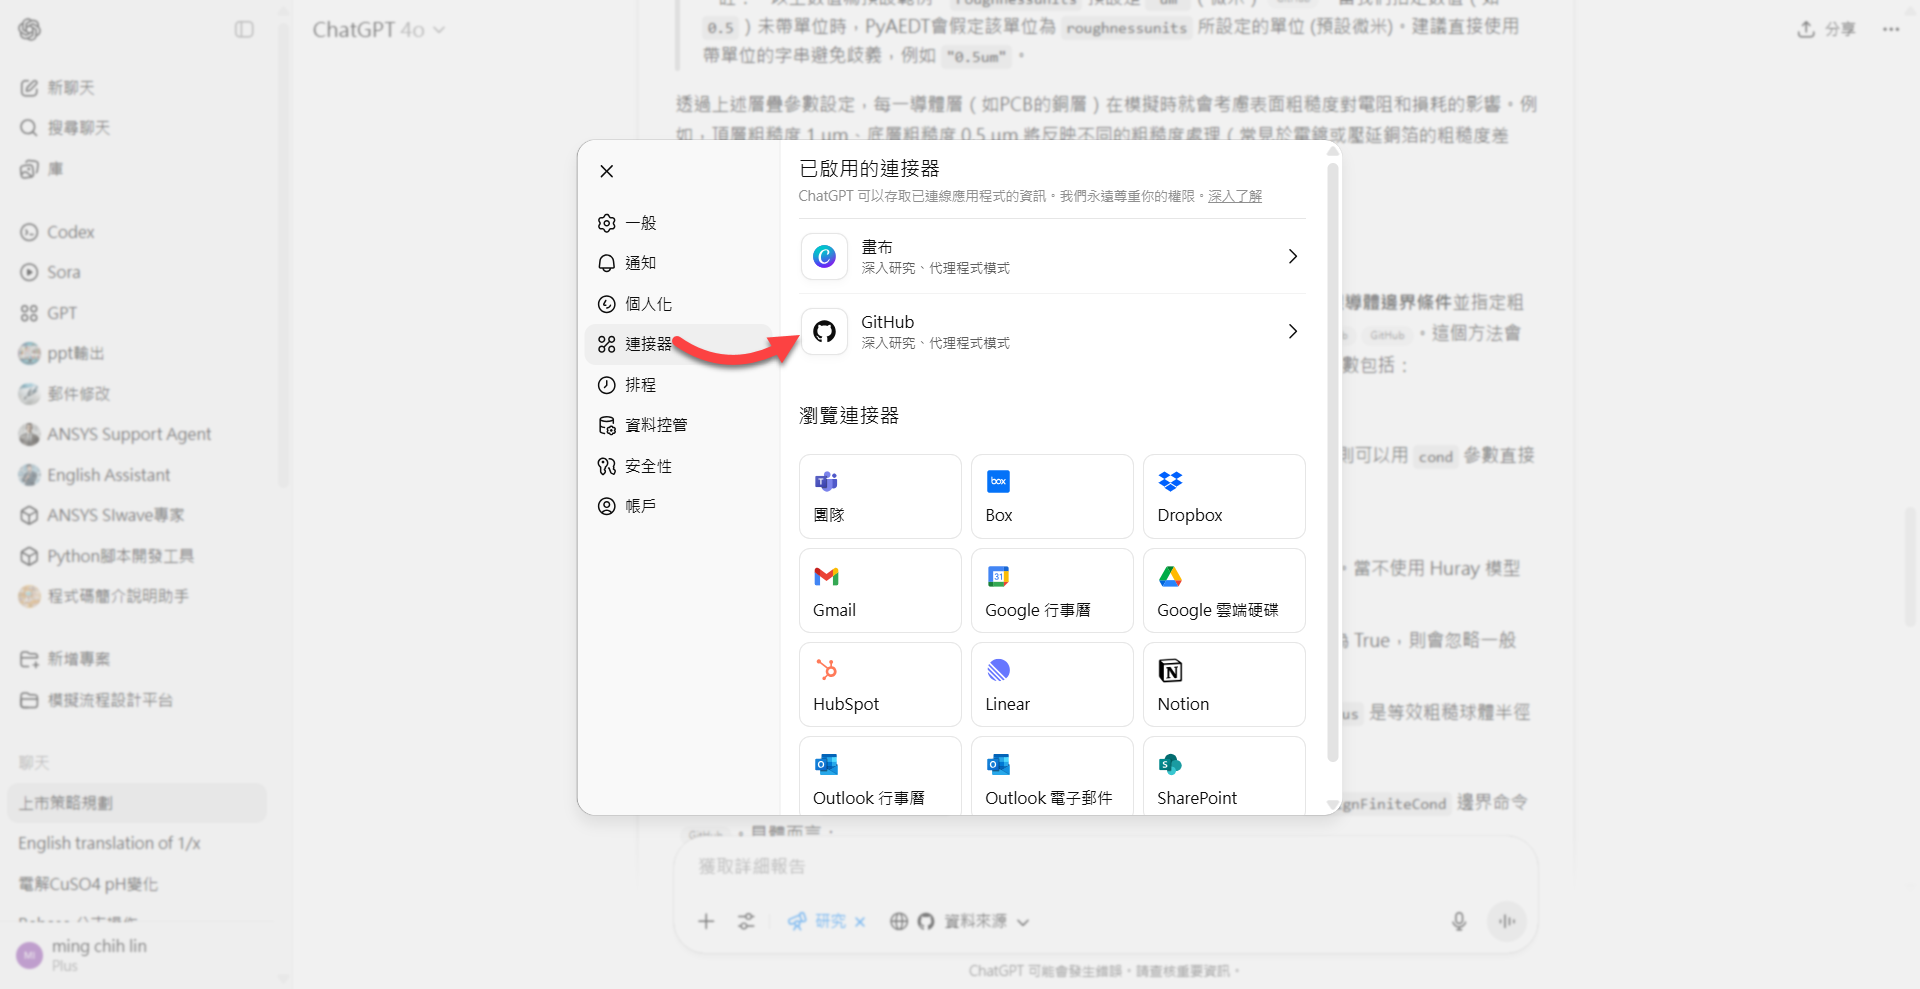 ChatGPT 4o
分享
新聊天
搜尋聊天
庫
Codex
Sora
GPT
ppt輸出
郵件修改
ANSYS Support Agent
English Assistant
ANSYS SIwave專家
Python腳本開發工具
程式碼簡介說明助手
新增專案
模擬流程設計平台
聊天
上市策略規劃
English translation of 1/x
電解CuSO4 pH變化
ming chih lin
Plus
0.5 ) 未帶單位時，PyAEDT會假定該單位為 roughnessunits 所設定的單位 (預設微米)。建議直接使用
帶單位的字串避免歧義，例如 "0.5um" 。
透過上述層疊參數設定，每一導體層（如PCB的銅層）在模擬時就會考慮表面粗糙度對電阻和損耗的影響。例
如，頂層粗糙度 1 μm、底層粗糙度 0.5 μm 將反映不同的粗糙度處理（常見於電鍍或壓延銅箔的粗糙度差
一般
通知
個人化
連接器
排程
資料控管
安全性
帳戶
已啟用的連接器
ChatGPT 可以存取已連線應用程式的資訊。我們永遠尊重你的權限。深入了解
畫布
深入研究、代理程式模式
GitHub
深入研究、代理程式模式
瀏覽連接器
團隊
Box
box
Dropbox
Gmail
Google 行事曆
31
Google 雲端硬碟
HubSpot
Linear
Notion
Outlook 行事曆
Outlook 電子郵件
SharePoint
導體邊界條件並指定粗
GitHub 。這個方法會
數包括：
則可以用 cond 參數直接
，當不使用 Huray 模型
為 True，則會忽略一般
us 是等效粗糙球體半徑
gnFiniteCond 邊界命令
GitHub 。具體而言：
獲取詳細報告
研究
資料來源
ChatGPT 可能會發生錯誤。請查核重要資訊。